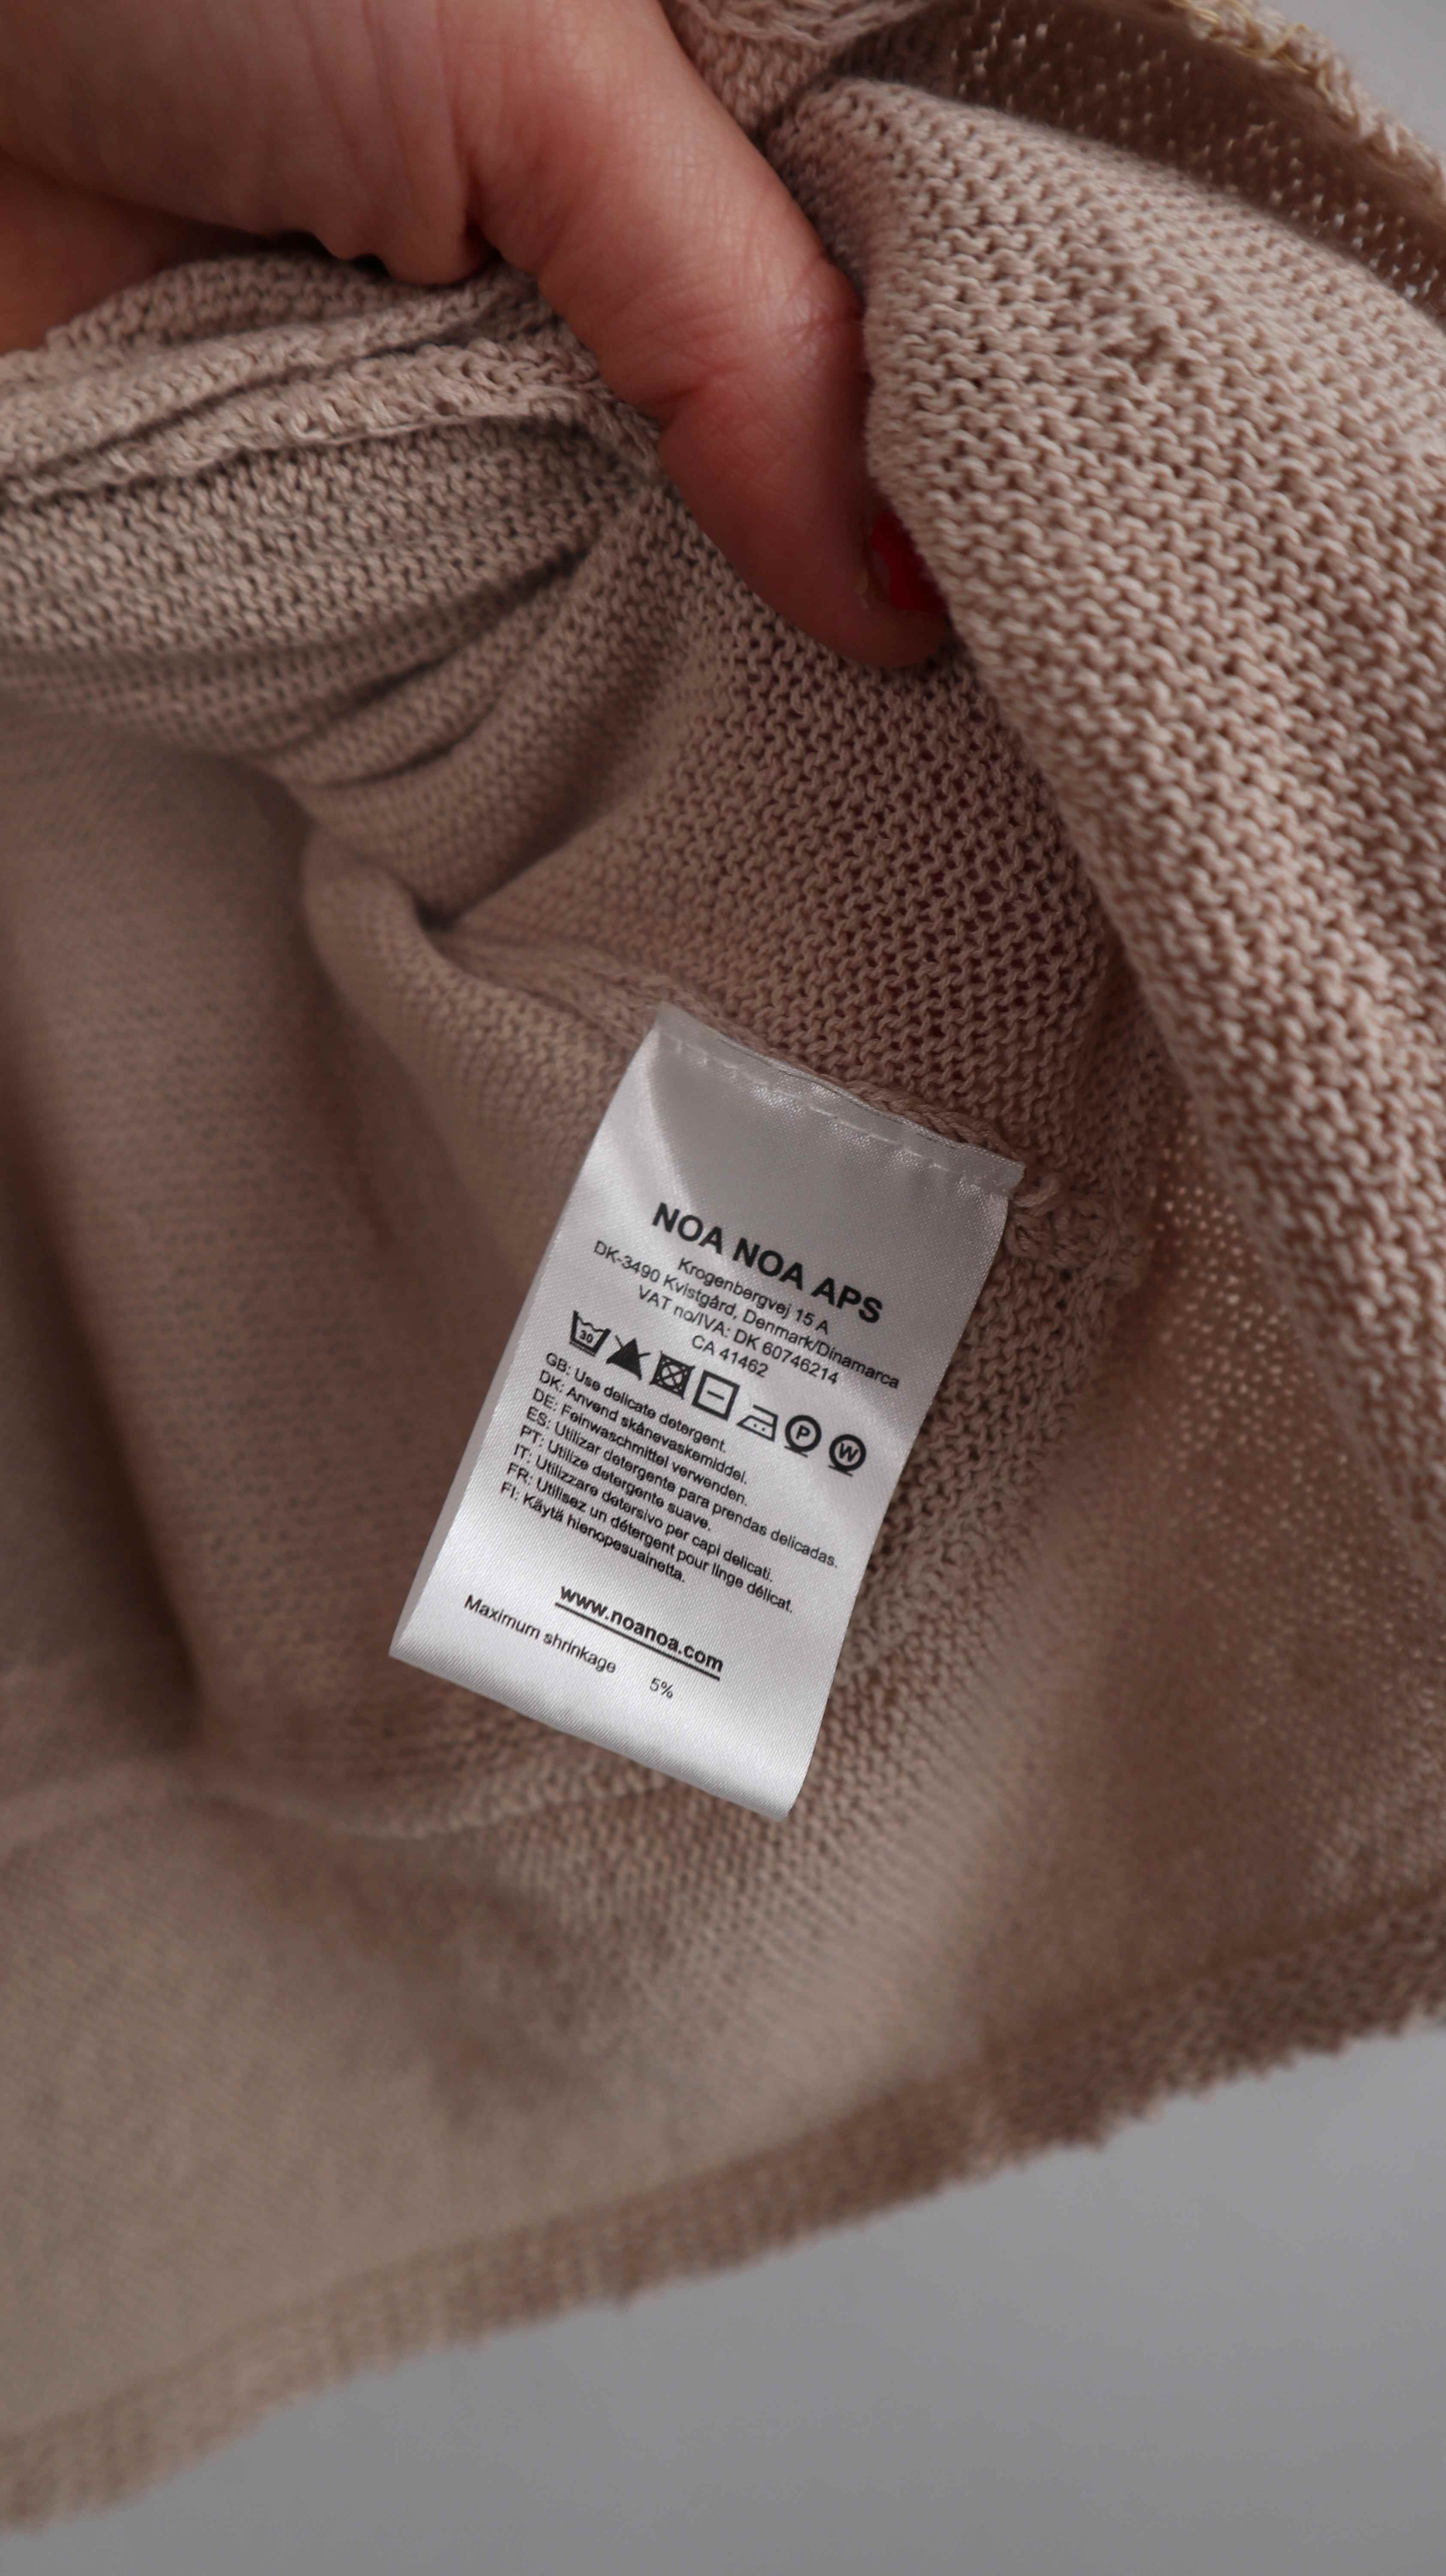 NOA NOA APS
Krogenbergvej 15 A
DK-3490 Kvistgård, Denmark/Dinamarca
VAT no/IVA: DK 60746214
CA 41462
30 P W
GB: Use delicate detergent.
DK: Anvend skånevaskemiddel.
DE: Feinwaschmittel verwenden.
ES: Utilizar detergente para prendas delicadas.
PT: Utilize detergente suave.
IT: Utilizzare detersivo per capi delicati.
FR: Utilisez un détergent pour linge délicat.
FI: Käytä hienopesuainetta.
www.noanoa.com
Maximum shrinkage 5%